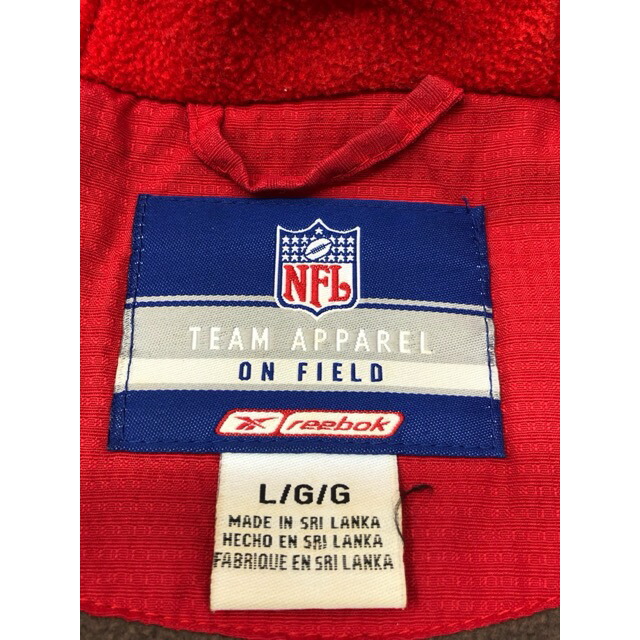 NFL
TEAM APPAREL
ON FIELD
reebok
L/G/G
MADE IN SRI LANKA
HECHO EN SRI LANKA
FABRIQUE EN SRI LANKA